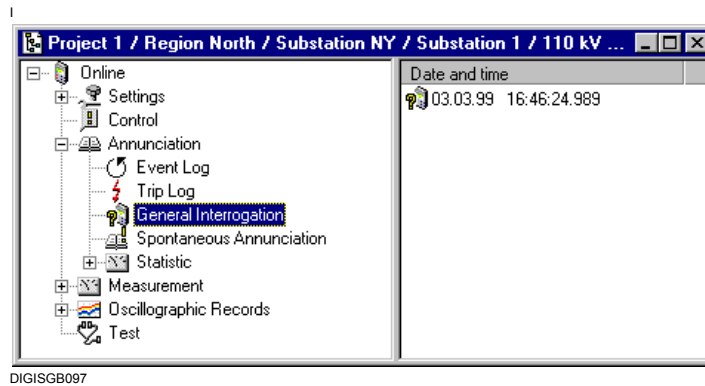 I
Project 1 / Region North / Substation NY / Substation 1 / 110 kV ...
Online
Settings
Control
Annunciation
Event Log
Trip Log
General Interrogation
Spontaneous Annunciation
Statistic
Measurement
Oscillographic Records
Test
Date and time
03.03.99 16:46:24.989
DIGISGB097